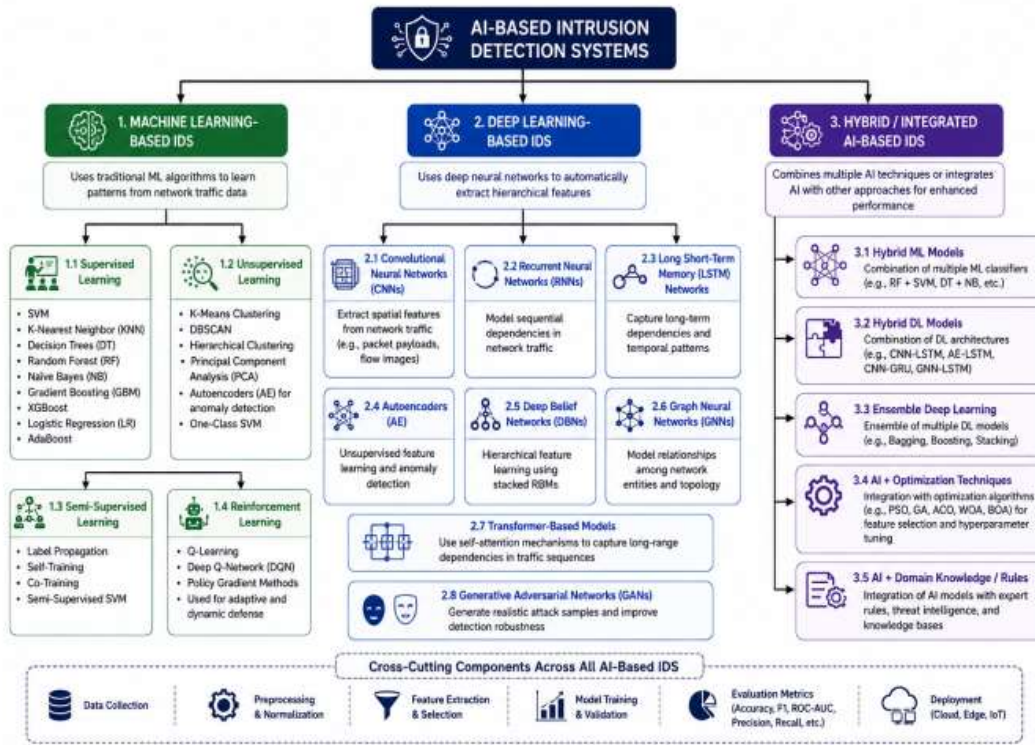 AI-BASED INTRUSION
DETECTION SYSTEMS
1. MACHINE LEARNING-
BASED IDS
Uses traditional ML algorithms to learn
patterns from network traffic data
1.1 Supervised
Learning
• SVM
• K-Nearest Neighbor (KNN)
• Decision Trees (DT)
• Random Forest (RF)
• Naïve Bayes (NB)
• Gradient Boosting (GBM)
• XGBoost
• Logistic Regression (LR)
• AdaBoost
1.2 Unsupervised
Learning
• K-Means Clustering
• DBSCAN
• Hierarchical Clustering
• Principal Component
Analysis (PCA)
• Autoencoders (AE) for
anomaly detection
• One-Class SVM
1.3 Semi-Supervised
Learning
• Label Propagation
• Self-Training
• Co-Training
• Semi-Supervised SVM
1.4 Reinforcement
Learning
• Q-Learning
• Deep Q-Network (DQN)
• Policy Gradient Methods
• Used for adaptive and
dynamic defense
2. DEEP LEARNING-
BASED IDS
Uses deep neural networks to automatically
extract hierarchical features
2.1 Convolutional
Neural Networks
(CNNs)
Extract spatial features
from network traffic
(e.g., packet payloads,
flow images)
2.2 Recurrent Neural
Networks (RNNs)
Model sequential
dependencies in
network traffic
2.3 Long Short-Term
Memory (LSTM)
Networks
Capture long-term
dependencies and
temporal patterns
2.4 Autoencoders
(AE)
Unsupervised feature
learning and anomaly
detection
2.5 Deep Belief
Networks (DBNs)
Hierarchical feature
learning using
stacked RBMs
2.6 Graph Neural
Networks (GNNs)
Model relationships
among network
entities and topology
2.7 Transformer-Based Models
Use self-attention mechanisms to capture long-range
dependencies in traffic sequences
2.8 Generative Adversarial Networks (GANs)
Generate realistic attack samples and improve
detection robustness
3. HYBRID / INTEGRATED
AI-BASED IDS
Combines multiple AI techniques or integrates
AI with other approaches for enhanced
performance
3.1 Hybrid ML Models
Combination of multiple ML classifiers
(e.g., RF + SVM, DT + NB, etc.)
3.2 Hybrid DL Models
Combination of DL architectures
(e.g., CNN-LSTM, AE-LSTM,
CNN-GRU, GNN-LSTM)
3.3 Ensemble Deep Learning
Ensemble of multiple DL models
(e.g., Bagging, Boosting, Stacking)
3.4 AI + Optimization Techniques
Integration with optimization algorithms
(e.g., PSO, GA, ACO, WOA, BOA) for
feature selection and hyperparameter
tuning
3.5 AI + Domain Knowledge / Rules
Integration of AI models with expert
rules, threat intelligence, and
knowledge bases
Cross-Cutting Components Across All AI-Based IDS
Data Collection
Preprocessing
& Normalization
Feature Extraction
& Selection
Model Training
& Validation
Evaluation Metrics
(Accuracy, F1, ROC-AUC,
Precision, Recall, etc.)
Deployment
(Cloud, Edge, IoT)